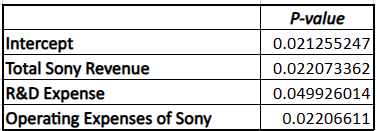 P-value
Intercept 0.021255247
Total Sony Revenue 0.022073362
R&D Expense 0.049926014
Operating Expenses of Sony 0.02206611